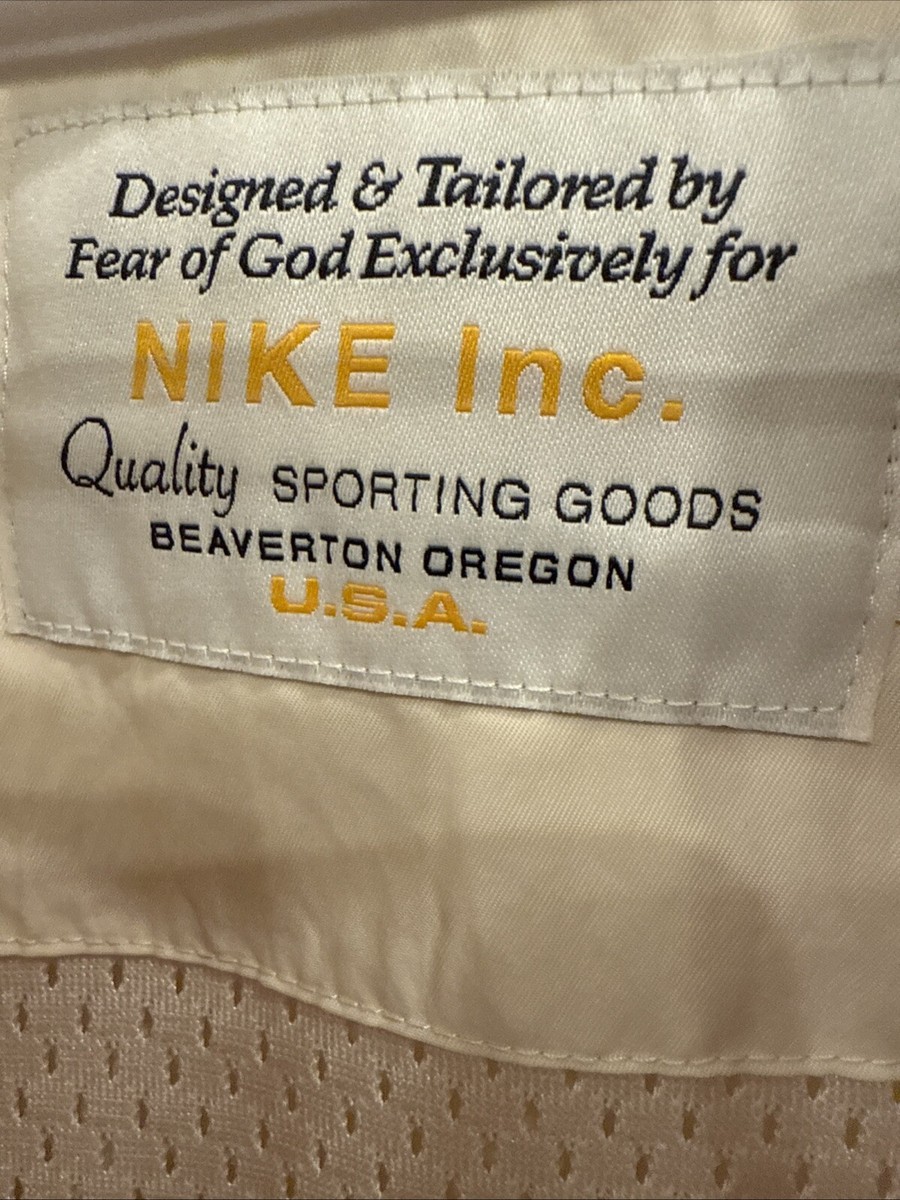 Designed & Tailored by
Fear of God Exclusively for
NIKE Inc.
Quality SPORTING GOODS
BEAVERTON OREGON
U.S.A.